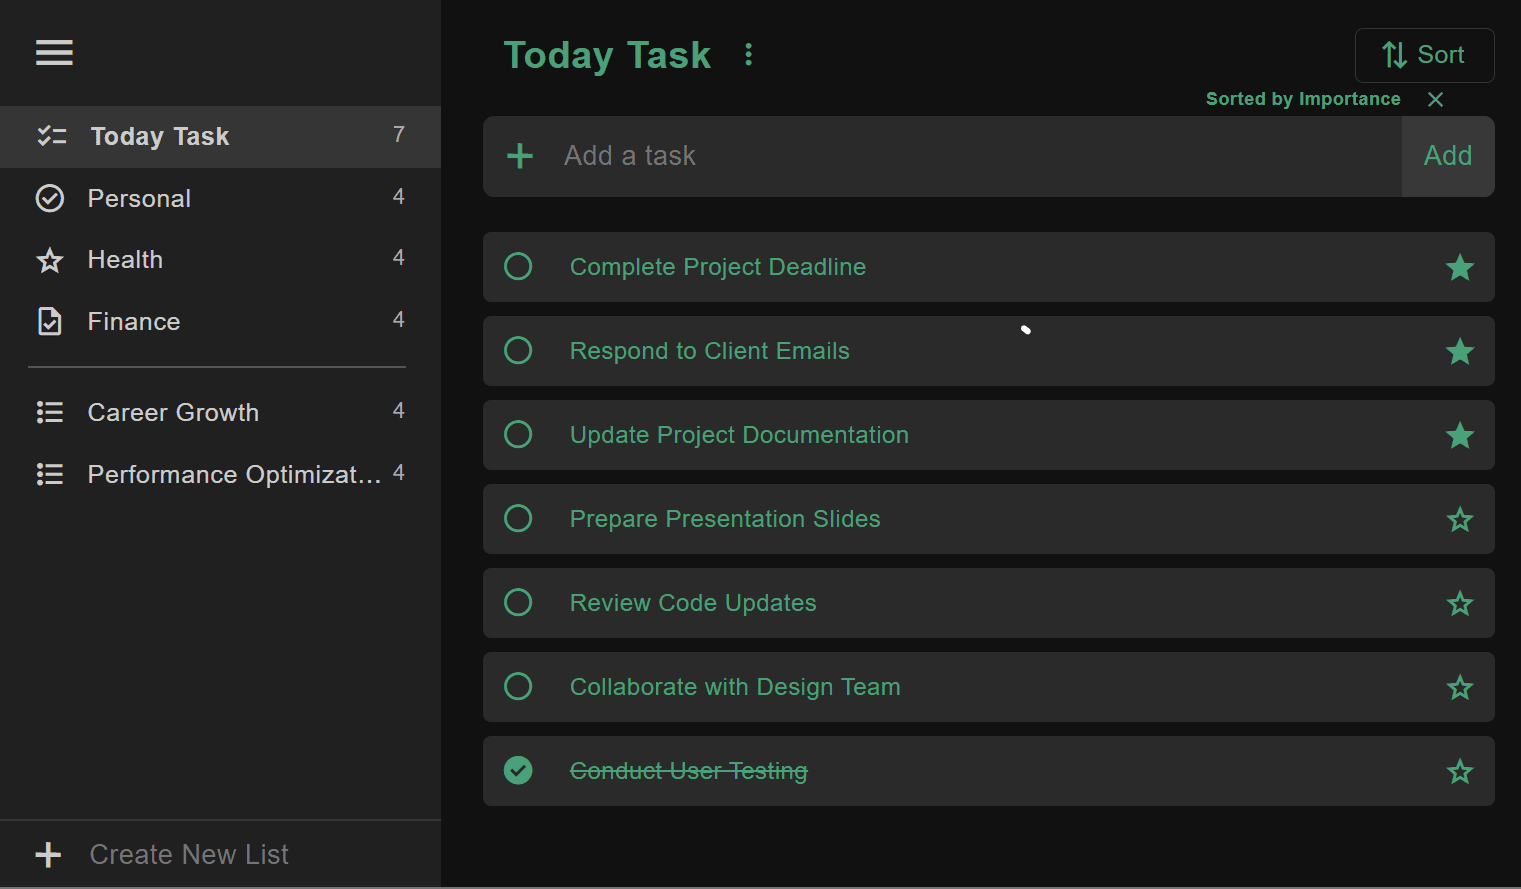 Today Task 7
Personal 4
Health 4
Finance 4
Career Growth 4
Performance Optimizat... 4
Create New List
Today Task
Sort
Sorted by Importance
Add a task
Add
Complete Project Deadline
Respond to Client Emails
Update Project Documentation
Prepare Presentation Slides
Review Code Updates
Collaborate with Design Team
Conduct User Testing